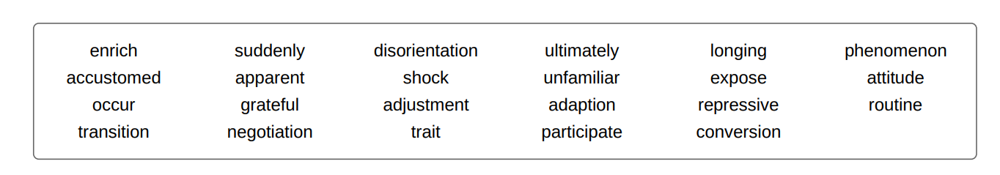 enrich suddenly disorientation ultimately longing phenomenon
accustomed apparent shock unfamiliar expose attitude
occur grateful adjustment adaption repressive routine
transition negotiation trait participate conversion